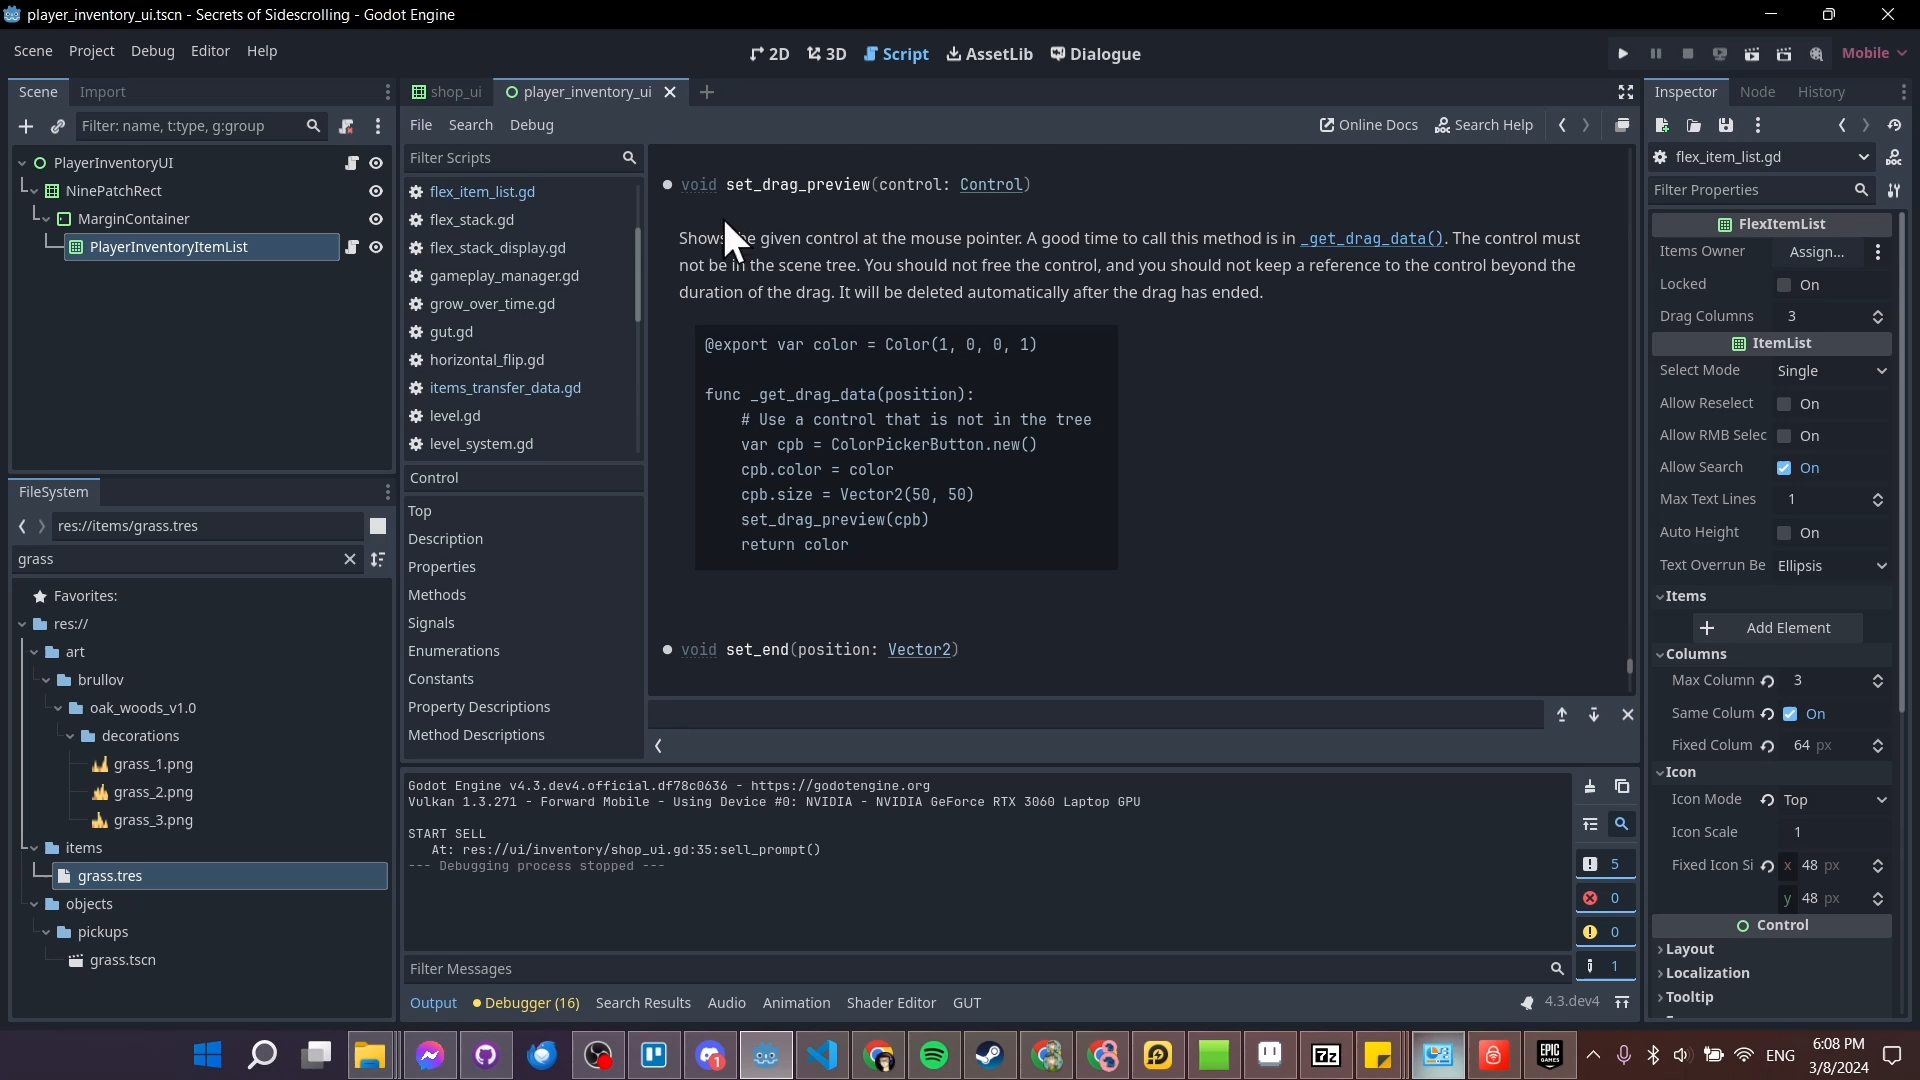 player_inventory_ui.tscn - Secrets of Sidescrolling - Godot Engine
Scene Project Debug Editor Help
2D 3D Script AssetLib Dialogue
Mobile
Scene Import
Filter: name, t:type, g:group
PlayerInventoryUI
NinePatchRect
MarginContainer
PlayerInventoryItemList
FileSystem
res://items/grass.tres
grass
Favorites:
res://
art
brullov
oak_woods_v1.0
decorations
grass_1.png
grass_2.png
grass_3.png
items
grass.tres
objects
pickups
grass.tscn
shop_ui player_inventory_ui
File Search Debug
Online Docs Search Help
Filter Scripts
flex_item_list.gd
flex_stack.gd
flex_stack_display.gd
gameplay_manager.gd
grow_over_time.gd
gut.gd
horizontal_flip.gd
items_transfer_data.gd
level.gd
level_system.gd
Control
Top
Description
Properties
Methods
Signals
Enumerations
Constants
Property Descriptions
Method Descriptions
void set_drag_preview(control: Control)
given control at the mouse pointer. A good time to call this method is in _get_drag_data(). The control must
not be in the scene tree. You should not free the control, and you should not keep a reference to the control beyond the
duration of the drag. It will be deleted automatically after the drag has ended.
@export var color = Color(1, 0, 0, 1)
func _get_drag_data(position):
# Use a control that is not in the tree
var cpb = ColorPickerButton.new()
cpb.color = color
cpb.size = Vector2(50, 50)
set_drag_preview(cpb)
return color
void set_end(position: Vector2)
Godot Engine v4.3.dev4.official.df78c0636 - https://godotengine.org
Vulkan 1.3.271 - Forward Mobile - Using Device #0: NVIDIA - NVIDIA GeForce RTX 3060 Laptop GPU
START SELL
At: res://ui/inventory/shop_ui.gd:35:sell_prompt()
--- Debugging process stopped ---
5
0
0
1
Filter Messages
Output Debugger (16) Search Results Audio Animation Shader Editor GUT
4.3.dev4
Inspector Node History
flex_item_list.gd
Filter Properties
FlexItemList
Items Owner Assign...
Locked On
Drag Columns 3
ItemList
Select Mode Single
Allow Reselect On
Allow RMB Selec On
Allow Search On
Max Text Lines 1
Auto Height On
Text Overrun Be Ellipsis
Items
Add Element
Columns
Max Column 3
Same Colum On
Fixed Colum 64 px
Icon
Icon Mode Top
Icon Scale 1
Fixed Icon Si x 48 px
y 48 px
Control
Layout
Localization
Tooltip
1
7z
EPIC
GAMES
ENG
6:08 PM
3/8/2024